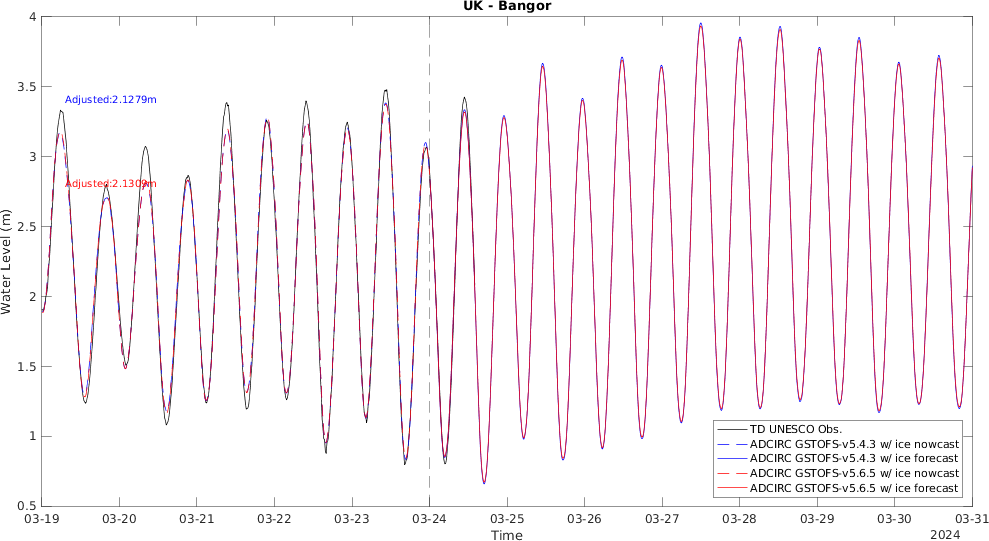 UK - Bangor
4
3.5
3
2.5
2
1.5
1
0.5
Water Level (m)
Adjusted:2.1279m
Adjusted:2.1309m
TD UNESCO Obs.
ADCIRC GSTOFS-v5.4.3 w/ ice nowcast
ADCIRC GSTOFS-v5.4.3 w/ ice forecast
ADCIRC GSTOFS-v5.6.5 w/ ice nowcast
ADCIRC GSTOFS-v5.6.5 w/ ice forecast
03-19 03-20 03-21 03-22 03-23 03-24 03-25 03-26 03-27 03-28 03-29 03-30 03-31
Time
2024